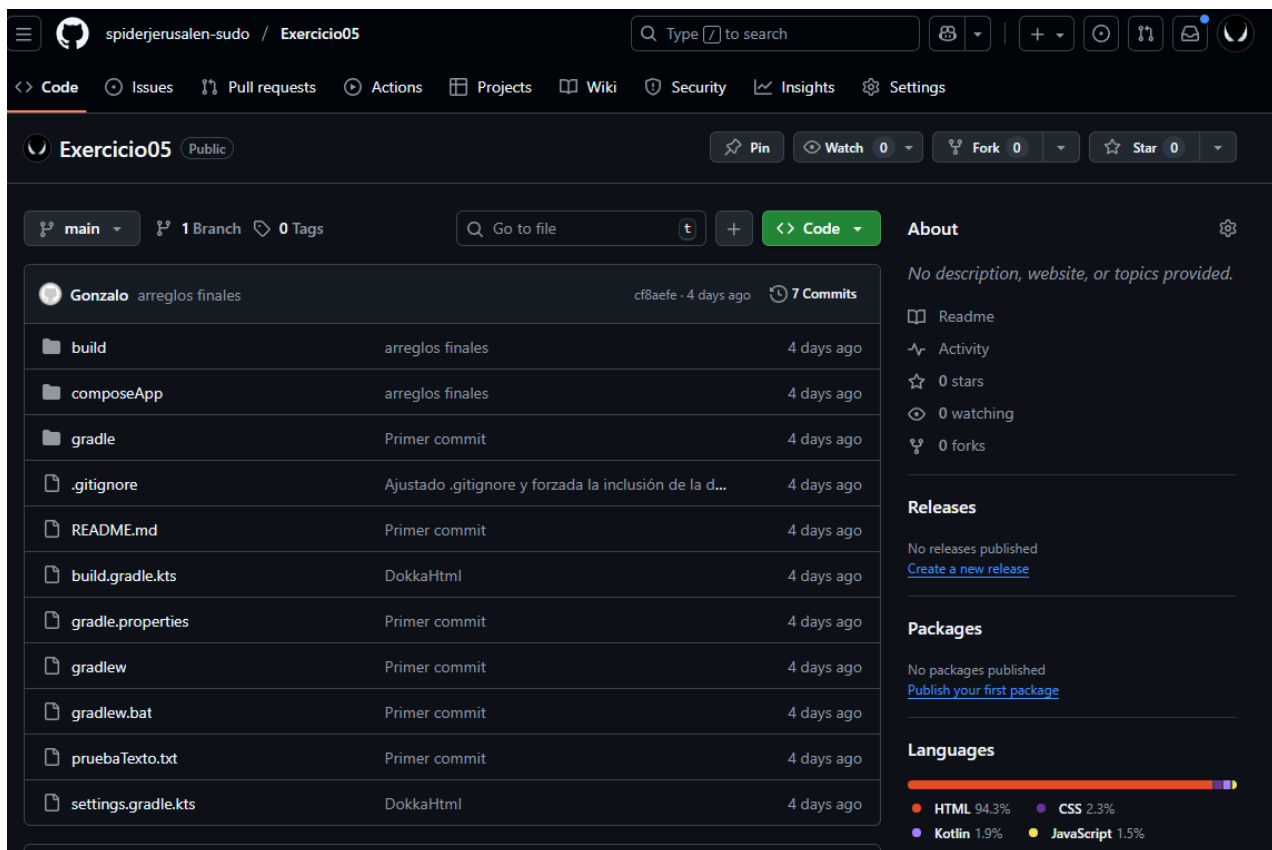 spiderjerusalen-sudo / Exercicio05
Type / to search
Code Issues Pull requests Actions Projects Wiki Security Insights Settings
Exercicio05 Public
Pin Watch 0 Fork 0 Star 0
main 1 Branch 0 Tags Go to file t Code
Gonzalo arreglos finales cf8aefe · 4 days ago 7 Commits
build arreglos finales 4 days ago
composeApp arreglos finales 4 days ago
gradle Primer commit 4 days ago
.gitignore Ajustado .gitignore y forzada la inclusión de la d... 4 days ago
README.md Primer commit 4 days ago
build.gradle.kts DokkaHtml 4 days ago
gradle.properties Primer commit 4 days ago
gradlew Primer commit 4 days ago
gradlew.bat Primer commit 4 days ago
pruebaTexto.txt Primer commit 4 days ago
settings.gradle.kts DokkaHtml 4 days ago
About
No description, website, or topics provided.
Readme
Activity
0 stars
0 watching
0 forks
Releases
No releases published
Create a new release
Packages
No packages published
Publish your first package
Languages
HTML 94.3% CSS 2.3%
Kotlin 1.9% JavaScript 1.5%